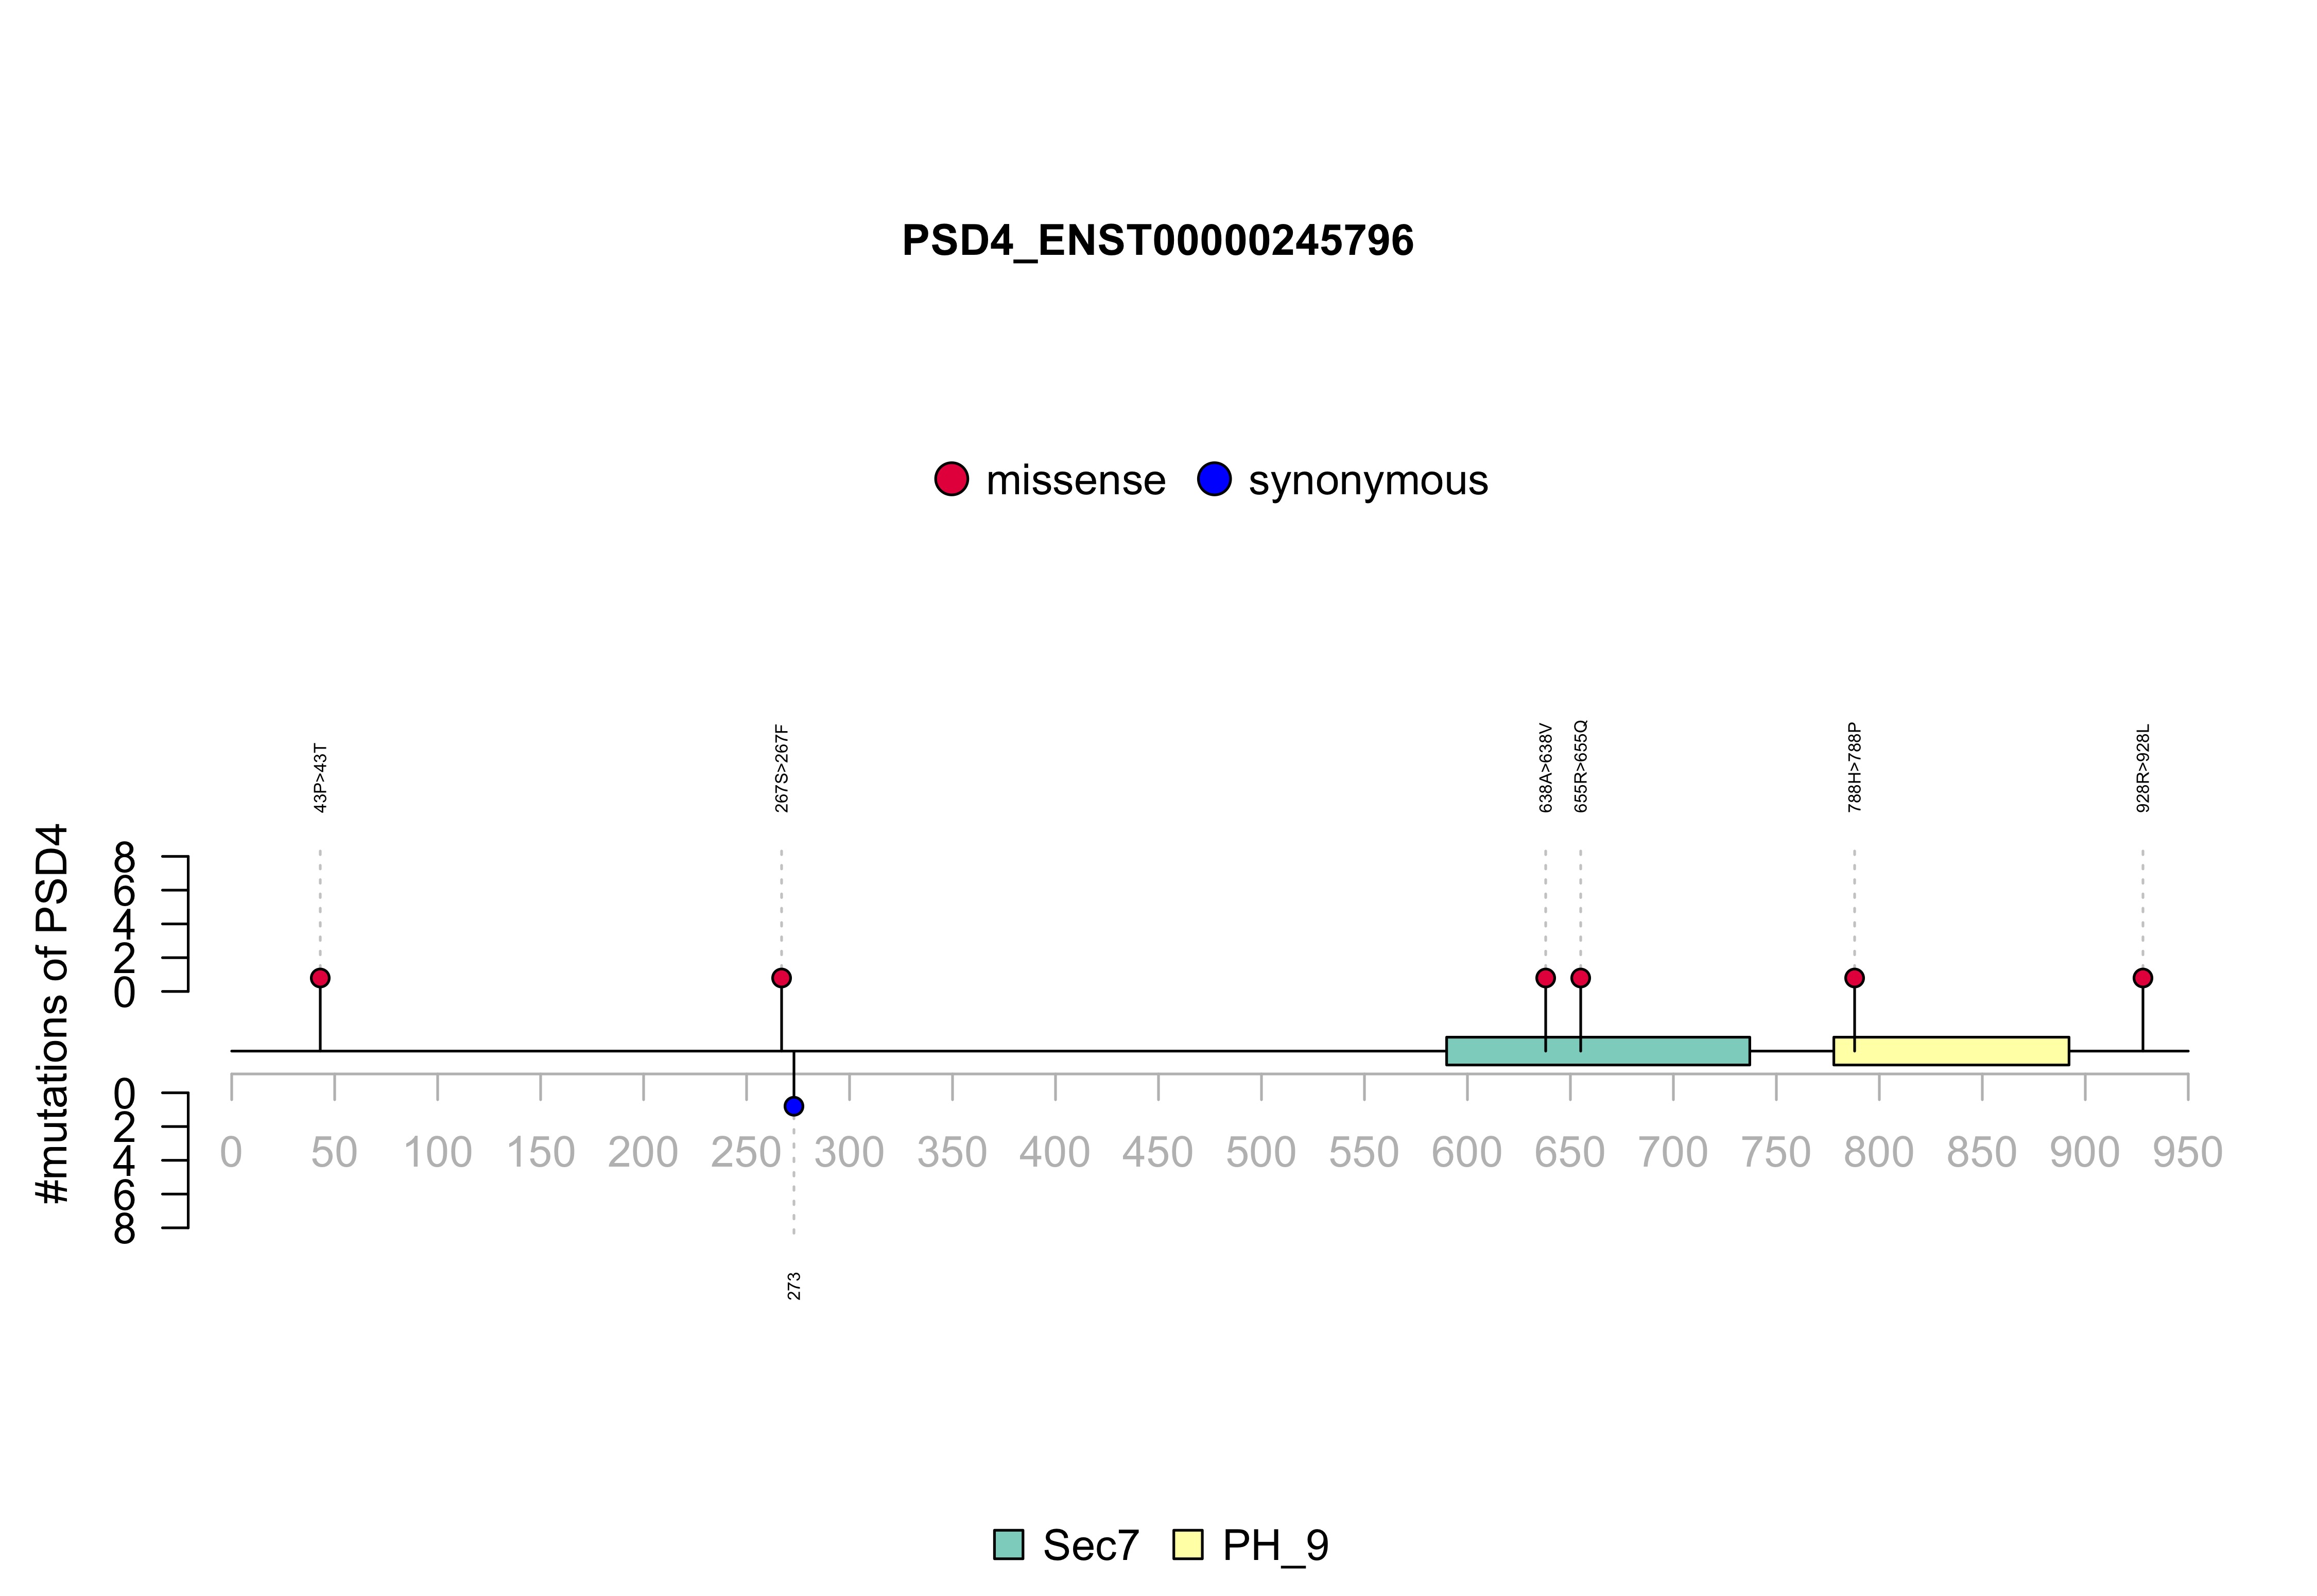 PSD4_ENST00000245796
missense synonymous
43P>43T
267S>267F
638A>638V
655R>655Q
788H>788P
928R>928L
#mutations of PSD4
8
6
4
2
0
0
2
4
6
8
0 50 100 150 200 250 300 350 400 450 500 550 600 650 700 750 800 850 900 950
273
Sec7 PH_9